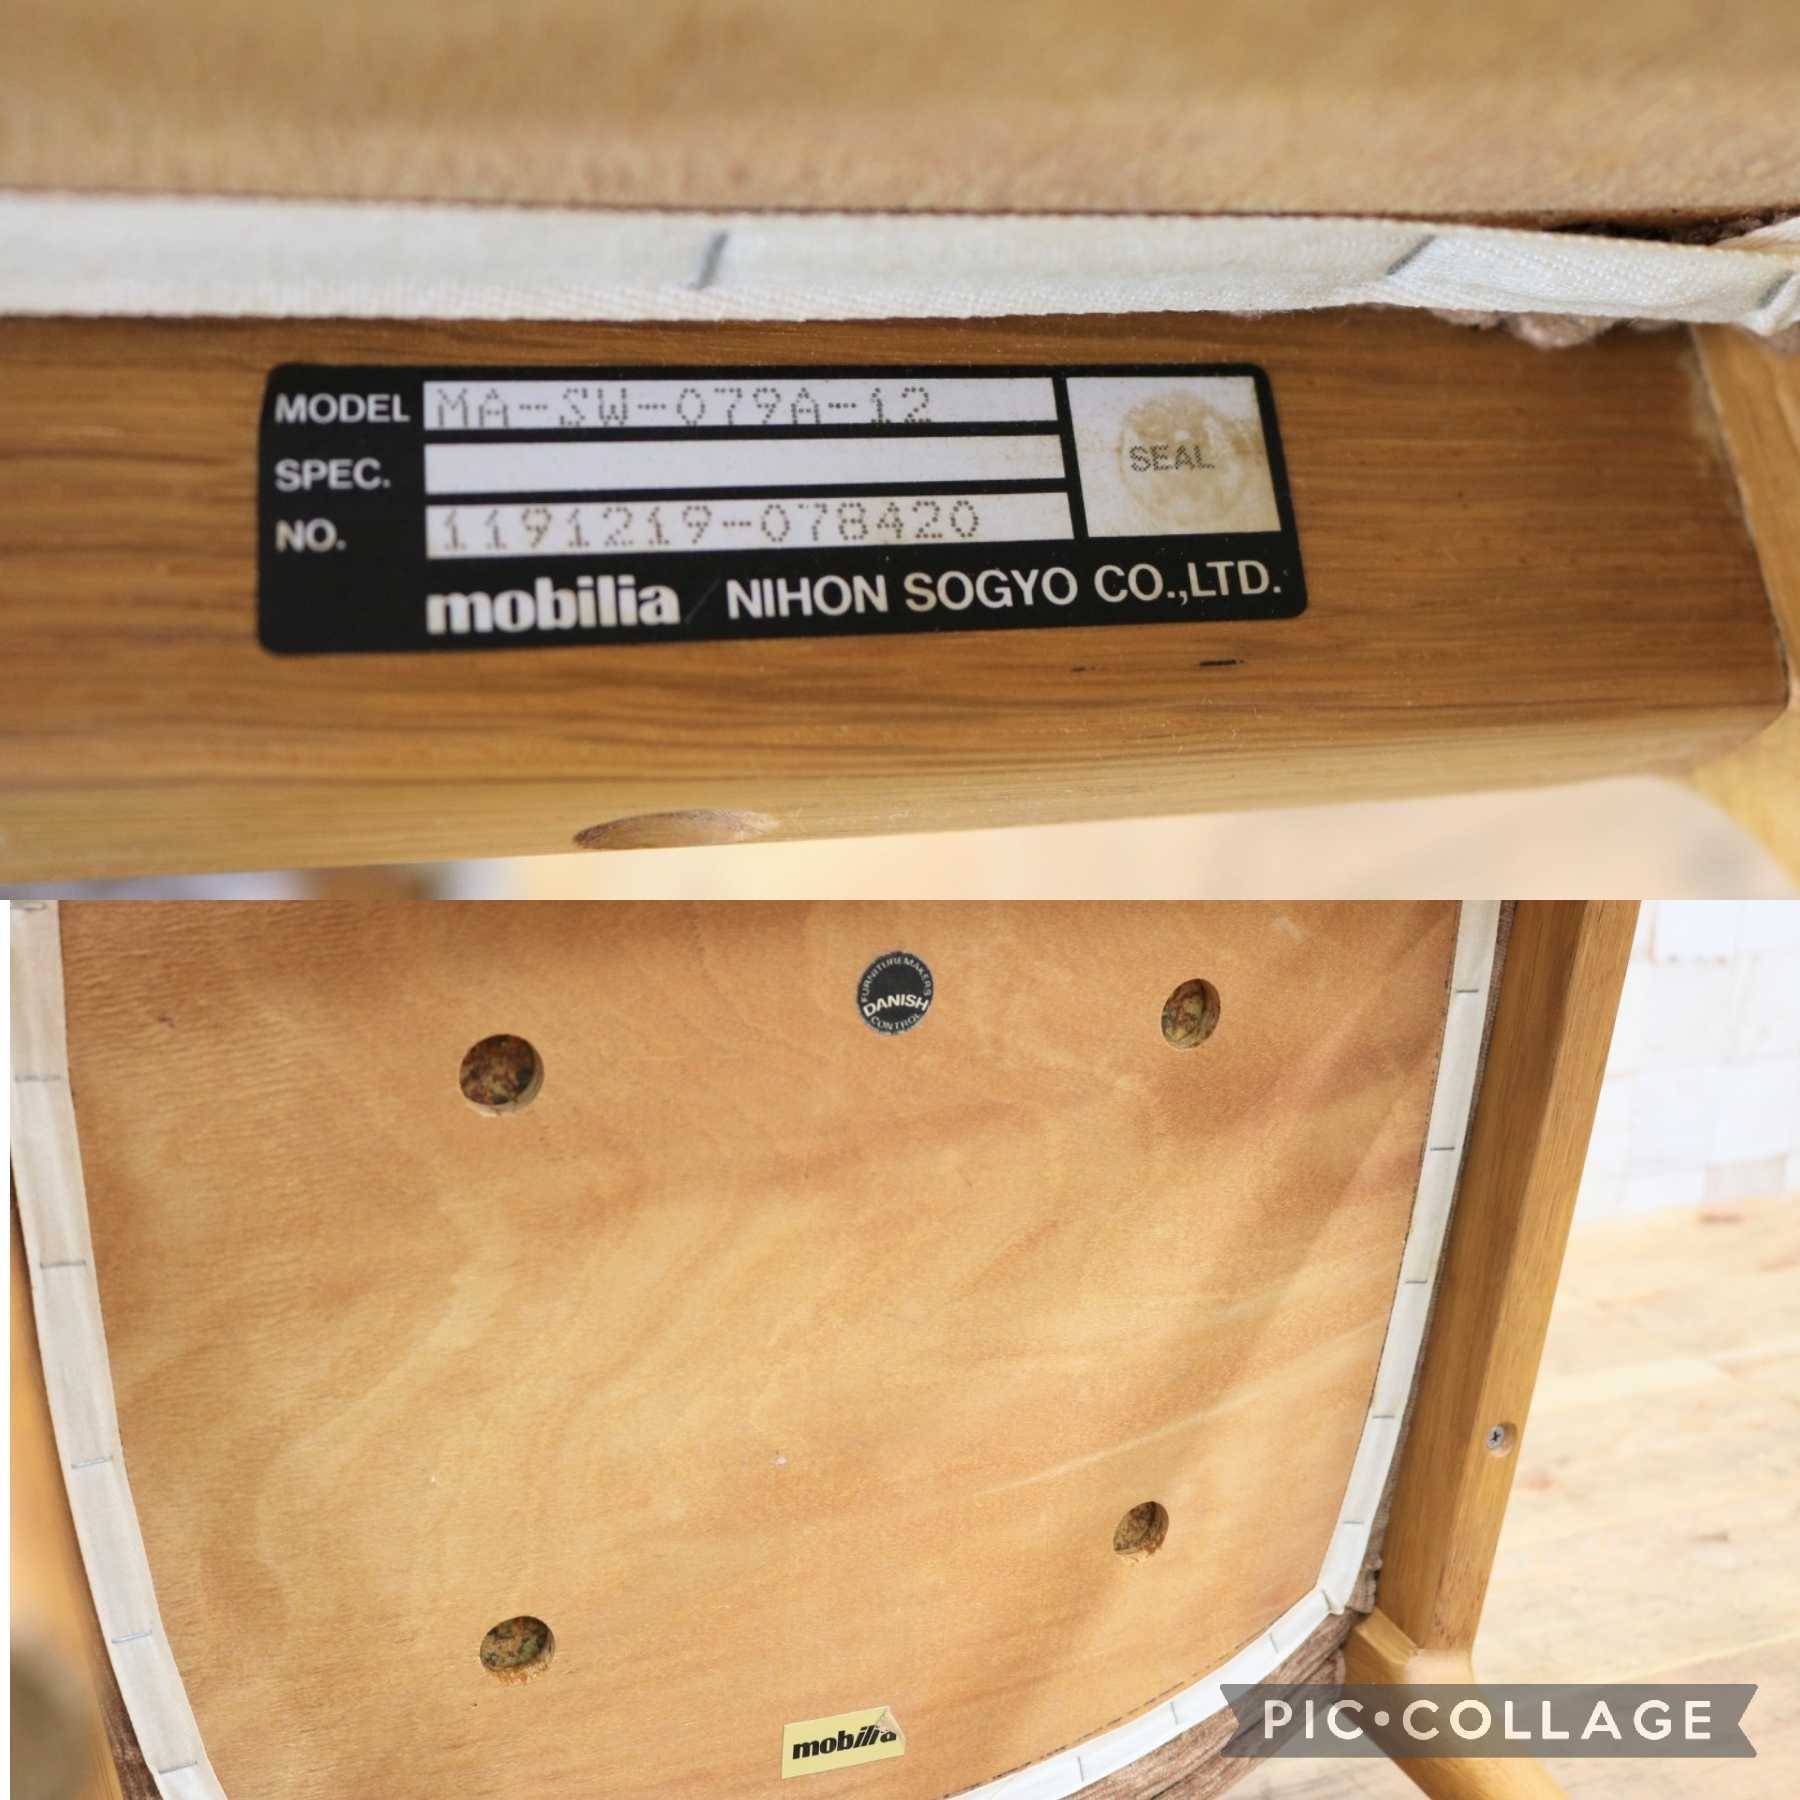 MODEL MA-SW-079A-12
SPEC.
NO. 1191219-078420
SEAL
mobilia NIHON SOGYO CO.,LTD.
FURNITUREMAKERS
DANISH
CONTROL
mobilia
PIC•COLLAGE